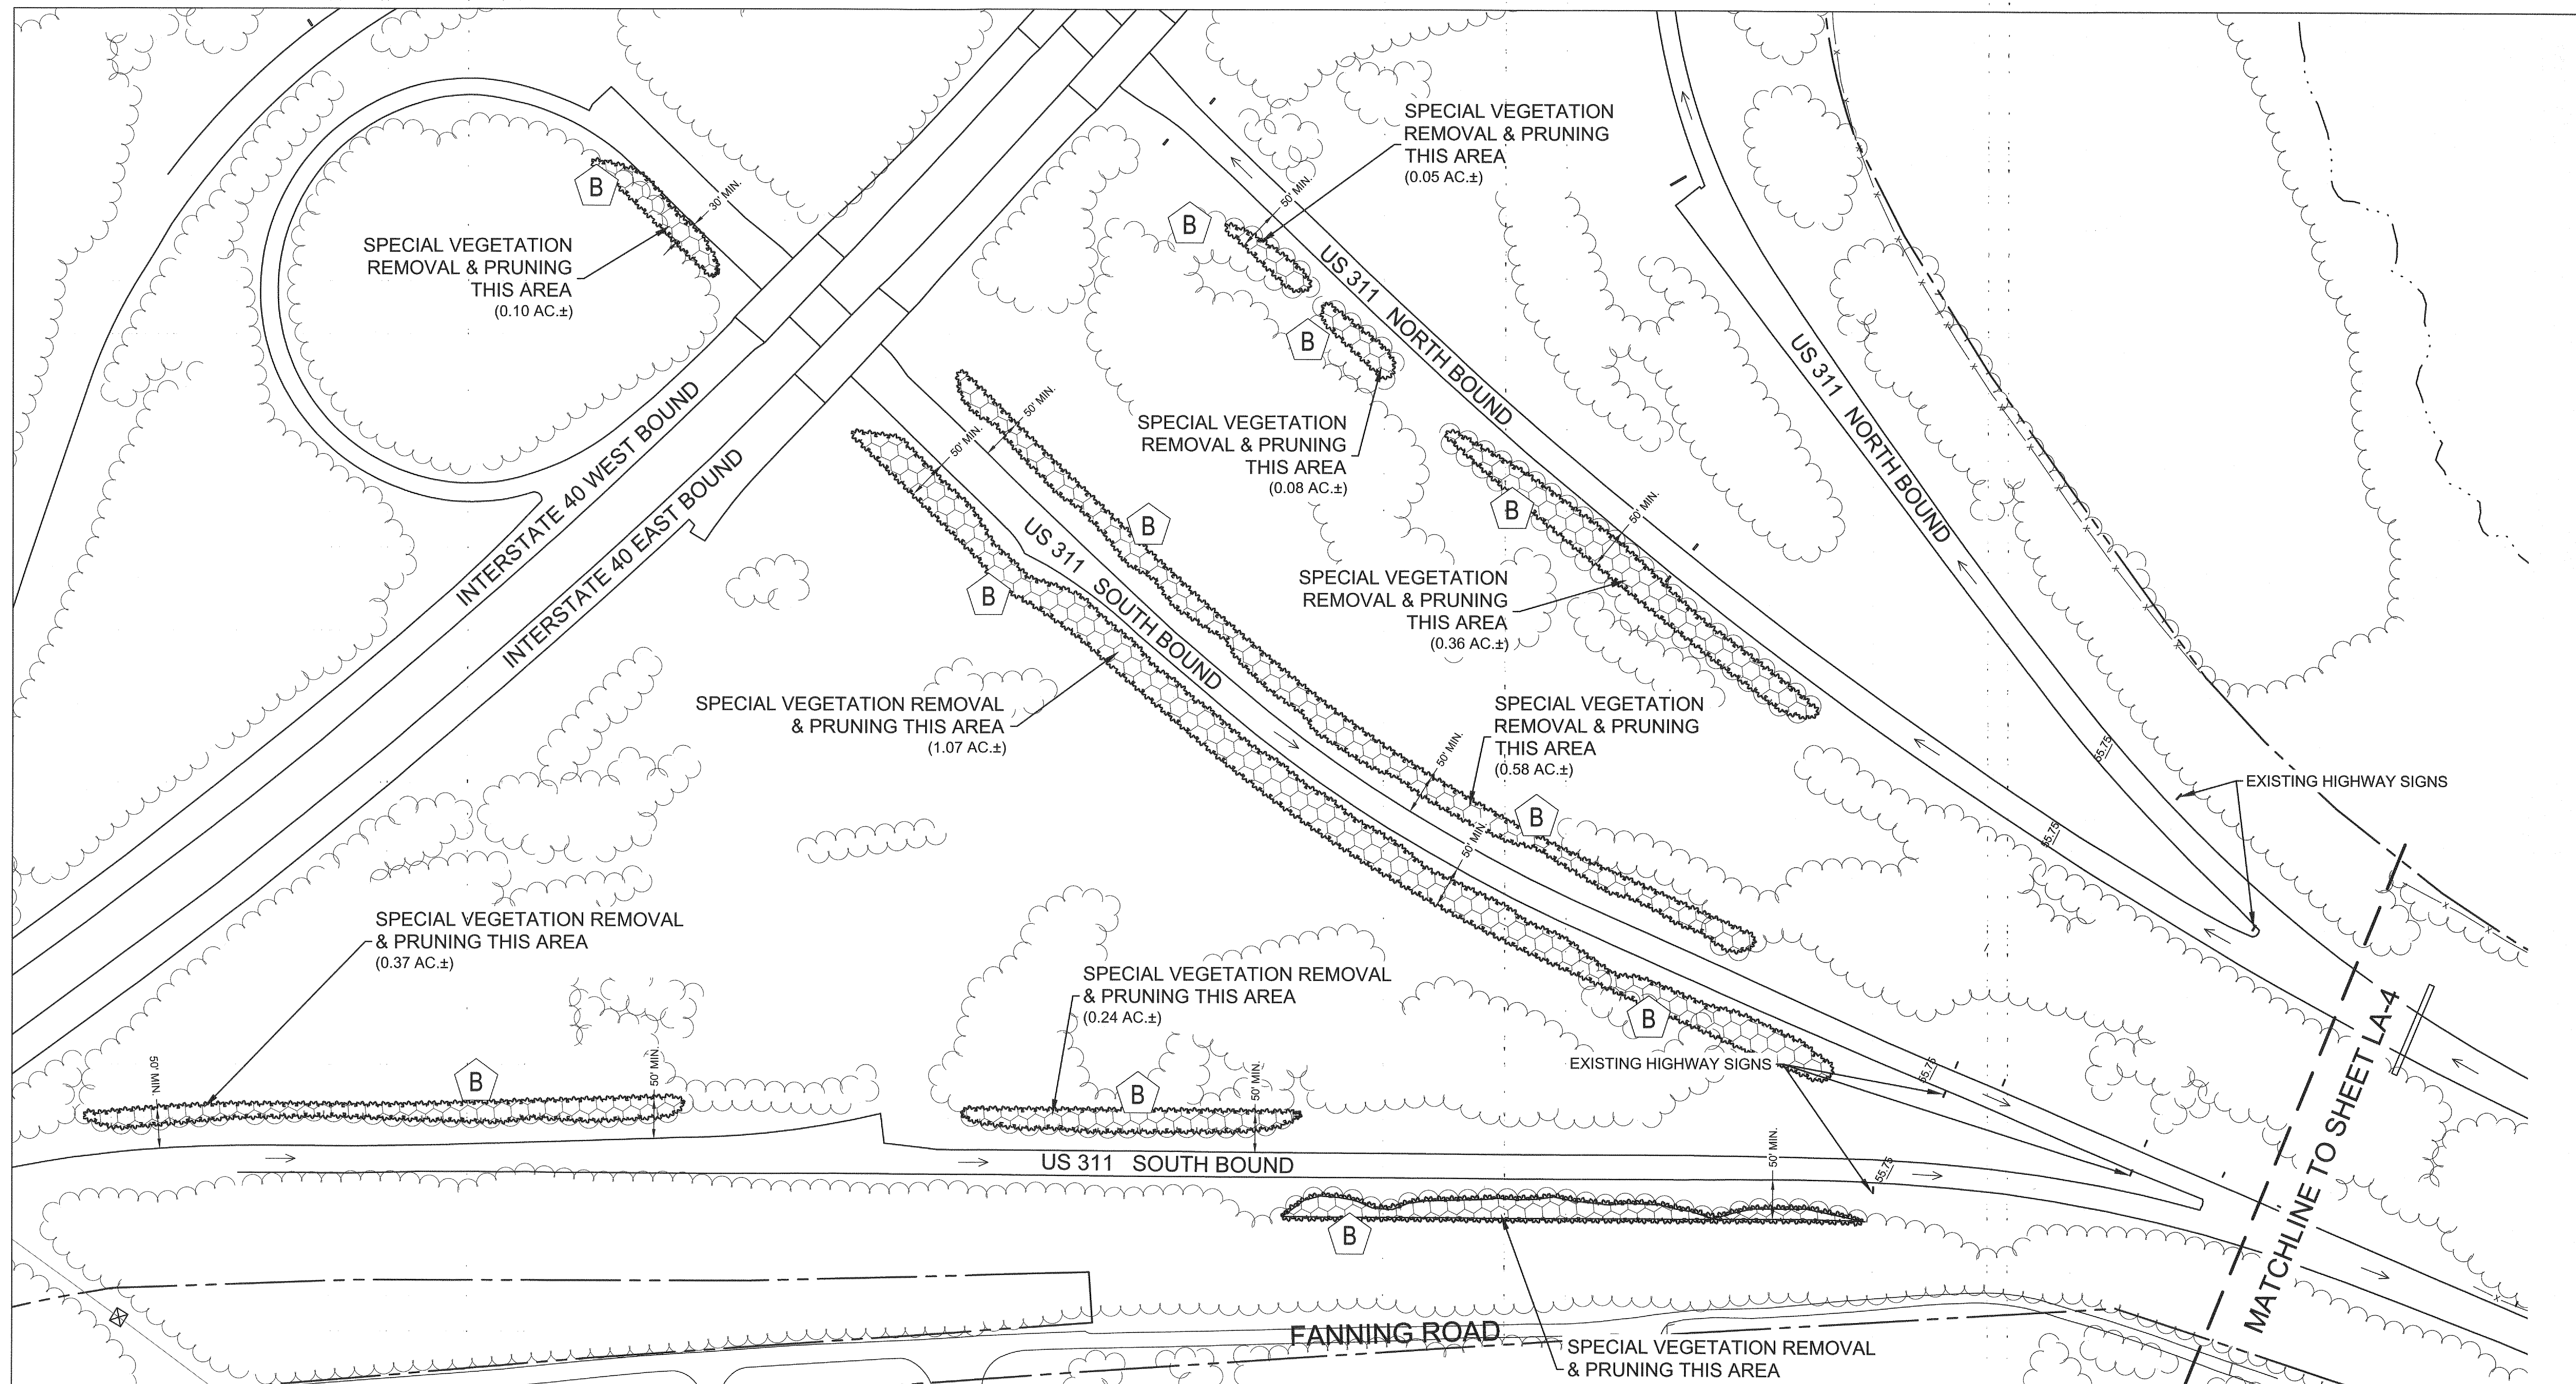 SPECIAL VEGETATION
REMOVAL & PRUNING
THIS AREA
(0.05 AC.±)
50' MIN.
B
30' MIN.
B
SPECIAL VEGETATION
REMOVAL & PRUNING
THIS AREA
(0.10 AC.±)
US 311 NORTH BOUND
B
US 311 NORTH BOUND
SPECIAL VEGETATION
REMOVAL & PRUNING
THIS AREA
(0.08 AC.±)
INTERSTATE 40 WEST BOUND
INTERSTATE 40 EAST BOUND
50' MIN.
50' MIN.
B
B
50' MIN.
US 311 SOUTH BOUND
B
SPECIAL VEGETATION
REMOVAL & PRUNING
THIS AREA
(0.36 AC.±)
SPECIAL VEGETATION REMOVAL
& PRUNING THIS AREA
(1.07 AC.±)
SPECIAL VEGETATION
REMOVAL & PRUNING
THIS AREA
(0.58 AC.±)
50' MIN.
50' MIN.
B
55.75
55.75
EXISTING HIGHWAY SIGNS
SPECIAL VEGETATION REMOVAL
& PRUNING THIS AREA
(0.37 AC.±)
SPECIAL VEGETATION REMOVAL
& PRUNING THIS AREA
(0.24 AC.±)
B
EXISTING HIGHWAY SIGNS
55.75
50' MIN.
50' MIN.
B
B
50' MIN.
US 311 SOUTH BOUND
50' MIN.
55.75
B
MATCHLINE TO SHEET LA-4
FANNING ROAD
SPECIAL VEGETATION REMOVAL
& PRUNING THIS AREA